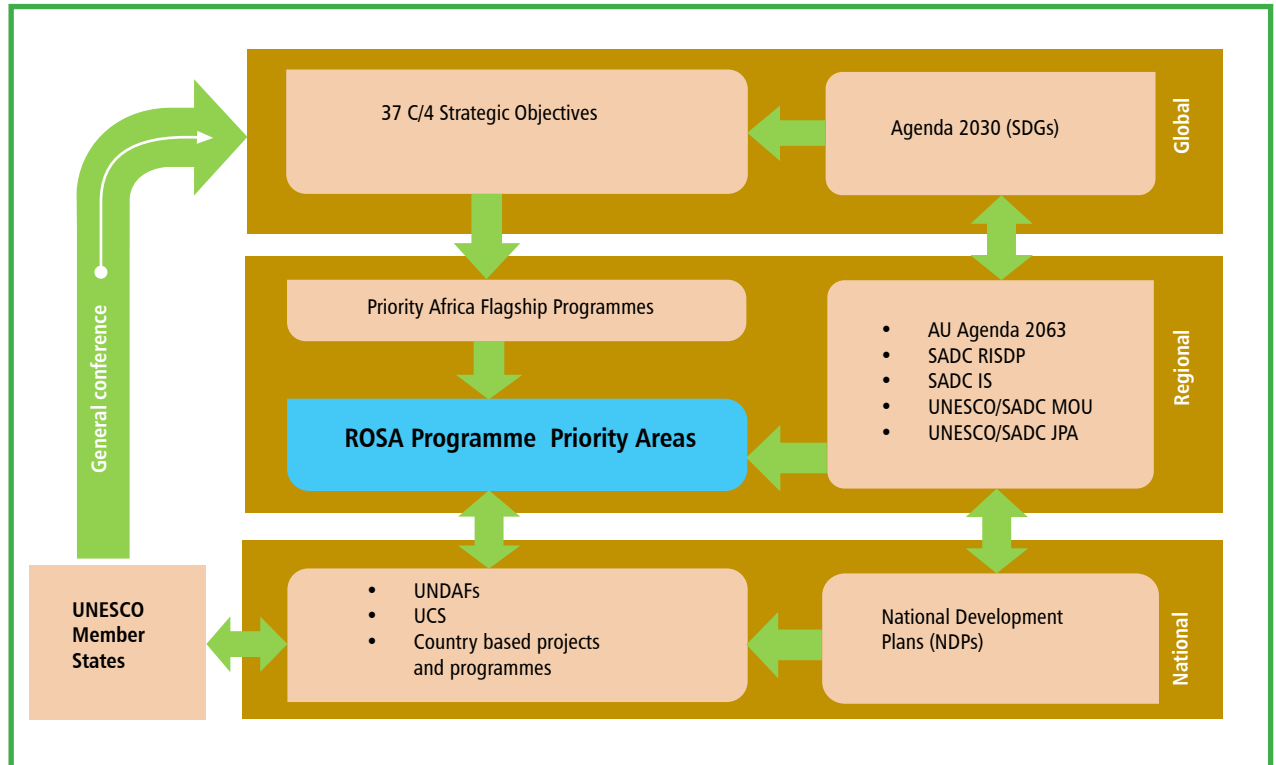 37 C/4 Strategic Objectives
Agenda 2030 (SDGs)
Global
General conference
Priority Africa Flagship Programmes
ROSA Programme Priority Areas
• AU Agenda 2063
• SADC RISDP
• SADC IS
• UNESCO/SADC MOU
• UNESCO/SADC JPA
Regional
UNESCO
Member
States
• UNDAFs
• UCS
• Country based projects
and programmes
National Development
Plans (NDPs)
National